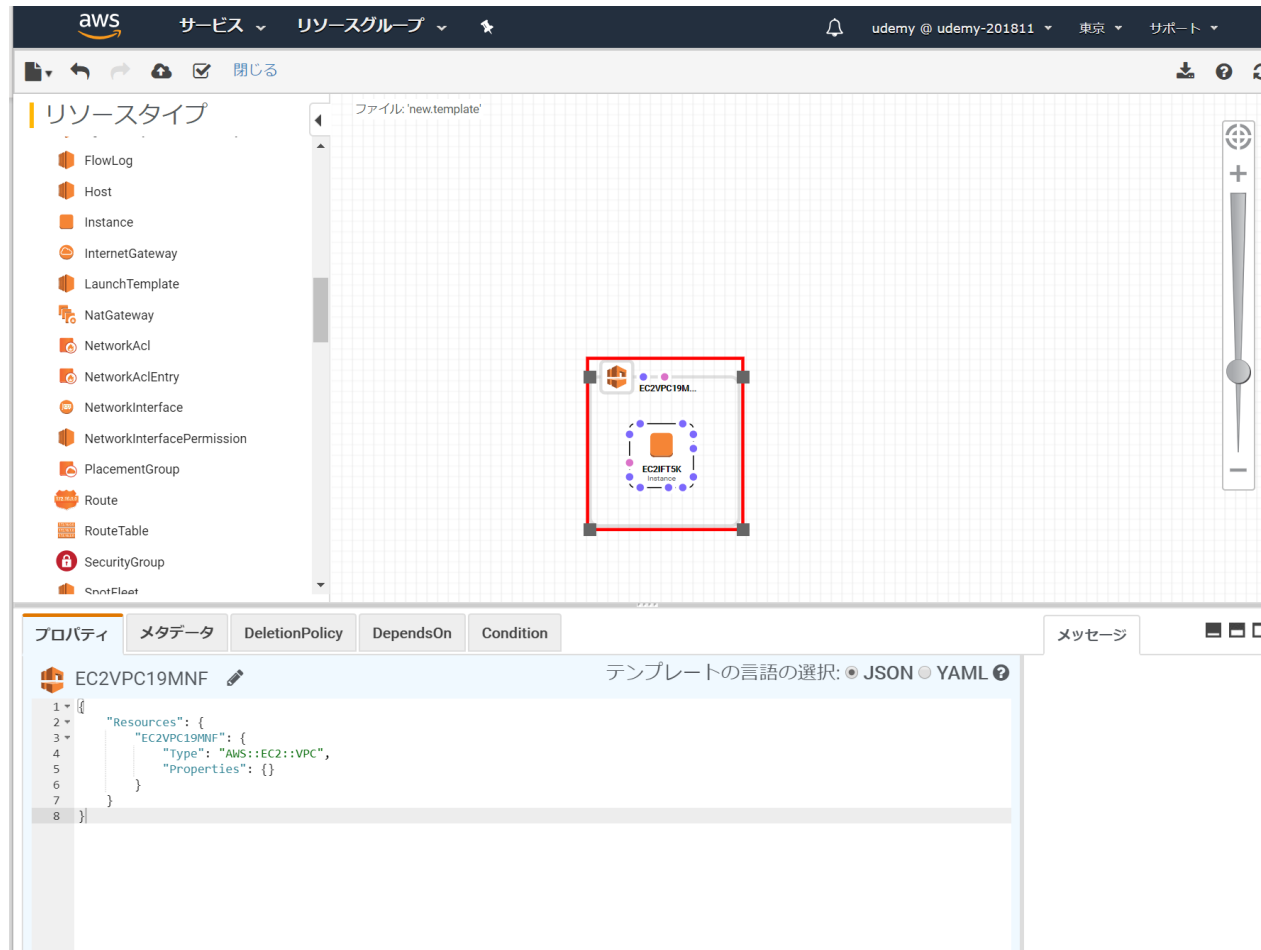 aws サービス リソースグループ udemy @ udemy-201811 東京 サポート
閉じる
リソースタイプ
ファイル: 'new.template'
FlowLog
Host
Instance
InternetGateway
LaunchTemplate
NatGateway
NetworkAcl
NetworkAclEntry
NetworkInterface
NetworkInterfacePermission
PlacementGroup
Route
RouteTable
SecurityGroup
SpotFleet
EC2VPC19M...
EC2IFT5K
Instance
プロパティ メタデータ DeletionPolicy DependsOn Condition メッセージ
EC2VPC19MNF テンプレートの言語の選択: JSON YAML
1 {
2 "Resources": {
3 "EC2VPC19MNF": {
4 "Type": "AWS::EC2::VPC",
5 "Properties": {}
6 }
7 }
8 }